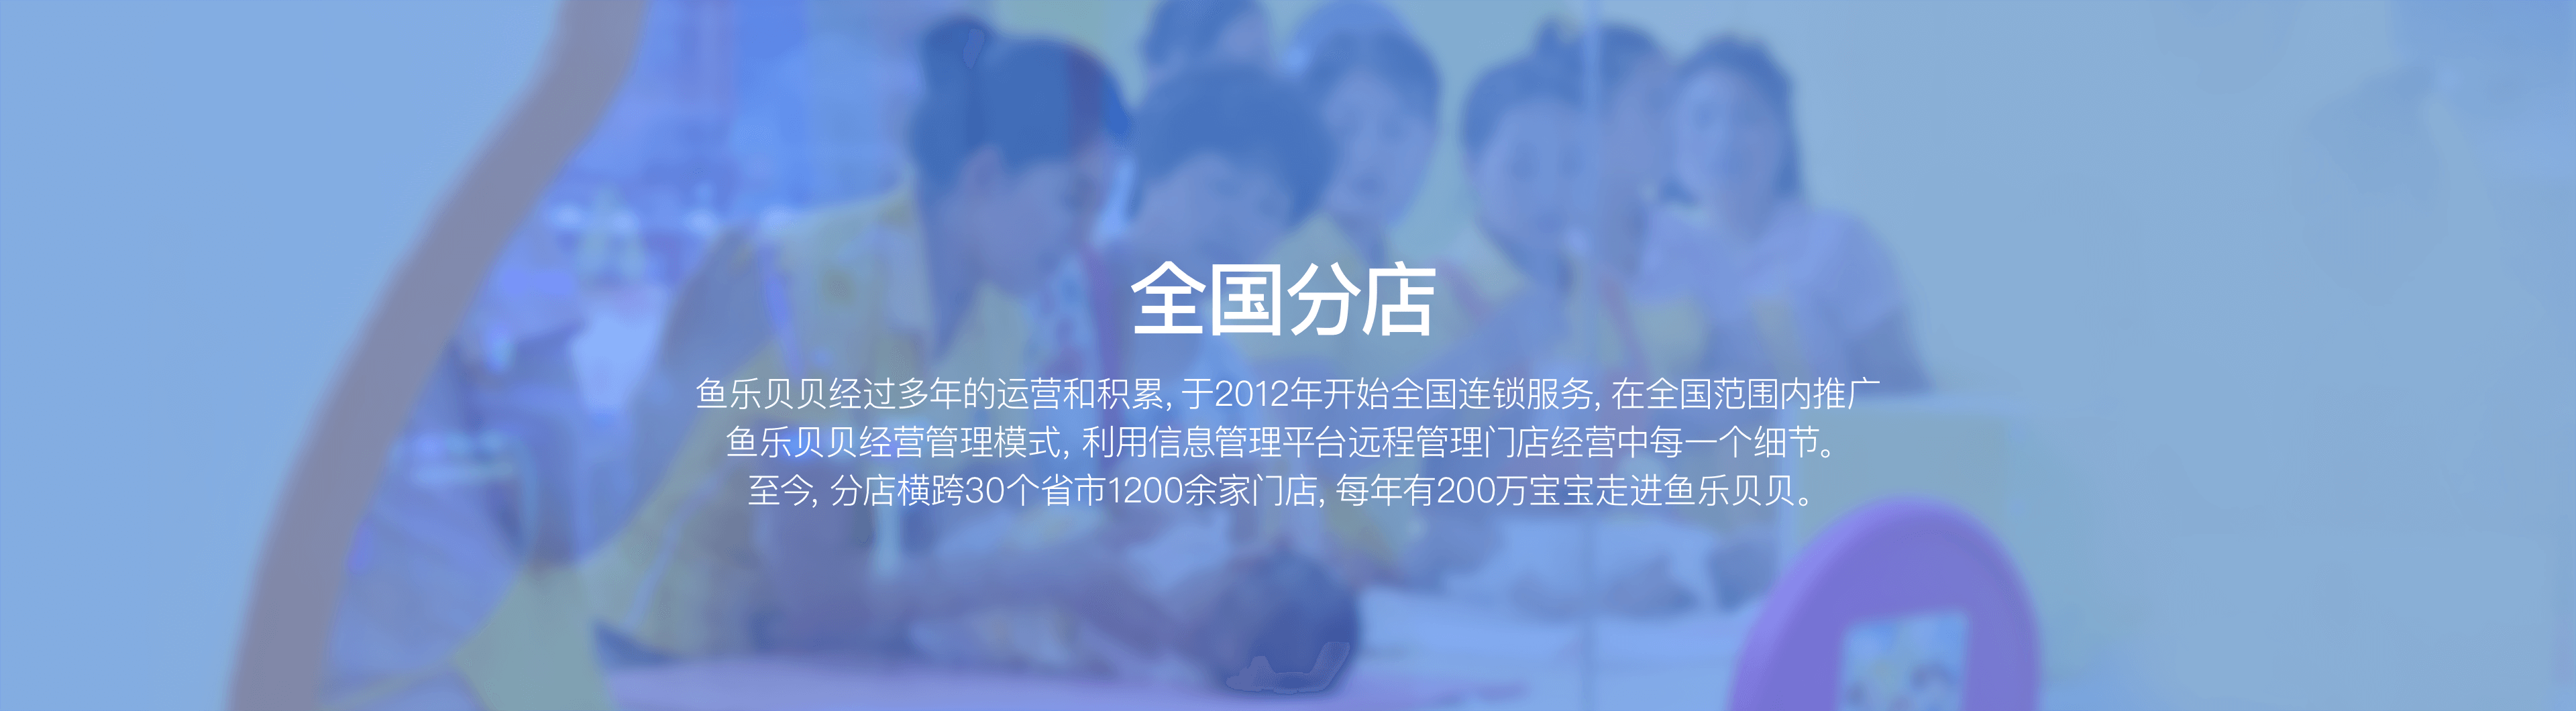 全国分店
鱼乐贝贝经过多年的运营和积累, 于2012年开始全国连锁服务, 在全国范围内推广
鱼乐贝贝经营管理模式, 利用信息管理平台远程管理门店经营中每一个细节。
至今, 分店横跨30个省市1200余家门店, 每年有200万宝宝走进鱼乐贝贝。